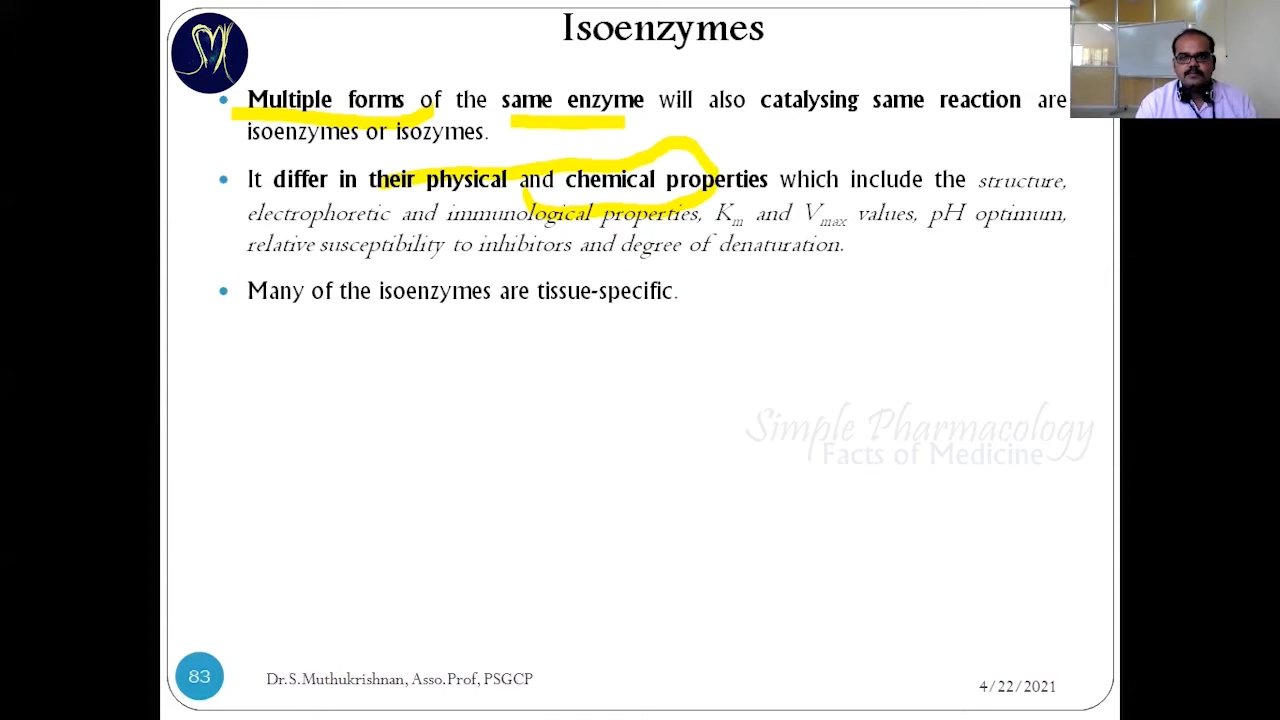 Isoenzymes
SMK
• Multiple forms of the same enzyme will also catalysing same reaction are
isoenzymes or isozymes.
• It differ in their physical and chemical properties which include the structure,
electrophoretic and immunological properties, Km and Vmax values, pH optimum,
relative susceptibility to inhibitors and degree of denaturation.
• Many of the isoenzymes are tissue-specific.
Simple Pharmacology
Facts of Medicine
83
Dr.S.Muthukrishnan, Asso.Prof, PSGCP
4/22/2021